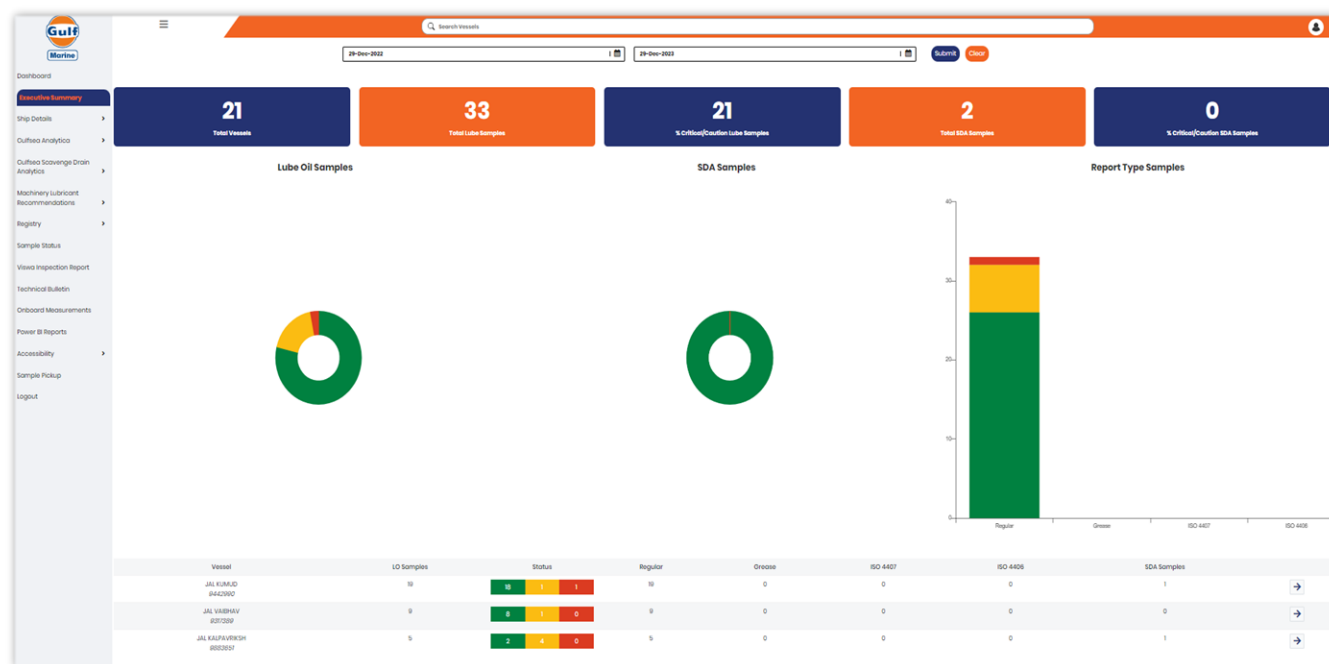 Gulf
Marine
Search Vessels
29-Dec-2022
29-Dec-2023
Submit
Clear
Dashboard
Executive Summary
Ship Details
Gulfsea Analytica
Gulfsea Scavenge Drain
Analytics
Machinery Lubricant
Recommendations
Registry
Sample Status
Viswa Inspection Report
Technical Bulletin
Onboard Measurements
Power BI Reports
Accessibility
Sample Pickup
Logout
21
Total Vessels
33
Total Lube Samples
21
% Critical/Caution Lube Samples
2
Total SDA Samples
0
% Critical/Caution SDA Samples
Lube Oil Samples
SDA Samples
Report Type Samples
40
30
20
10
0
Regular Grease ISO 4407 ISO 4406
Vessel LO Samples Status Regular Grease ISO 4407 ISO 4406 SDA Samples
JAL KUMUD 19 18 1 1 19 0 0 0 1
9442990
JAL VAIBHAV 9 8 1 0 9 0 0 0 0
9317389
JAL KALPAVRIKSH 5 2 4 0 5 0 0 0 1